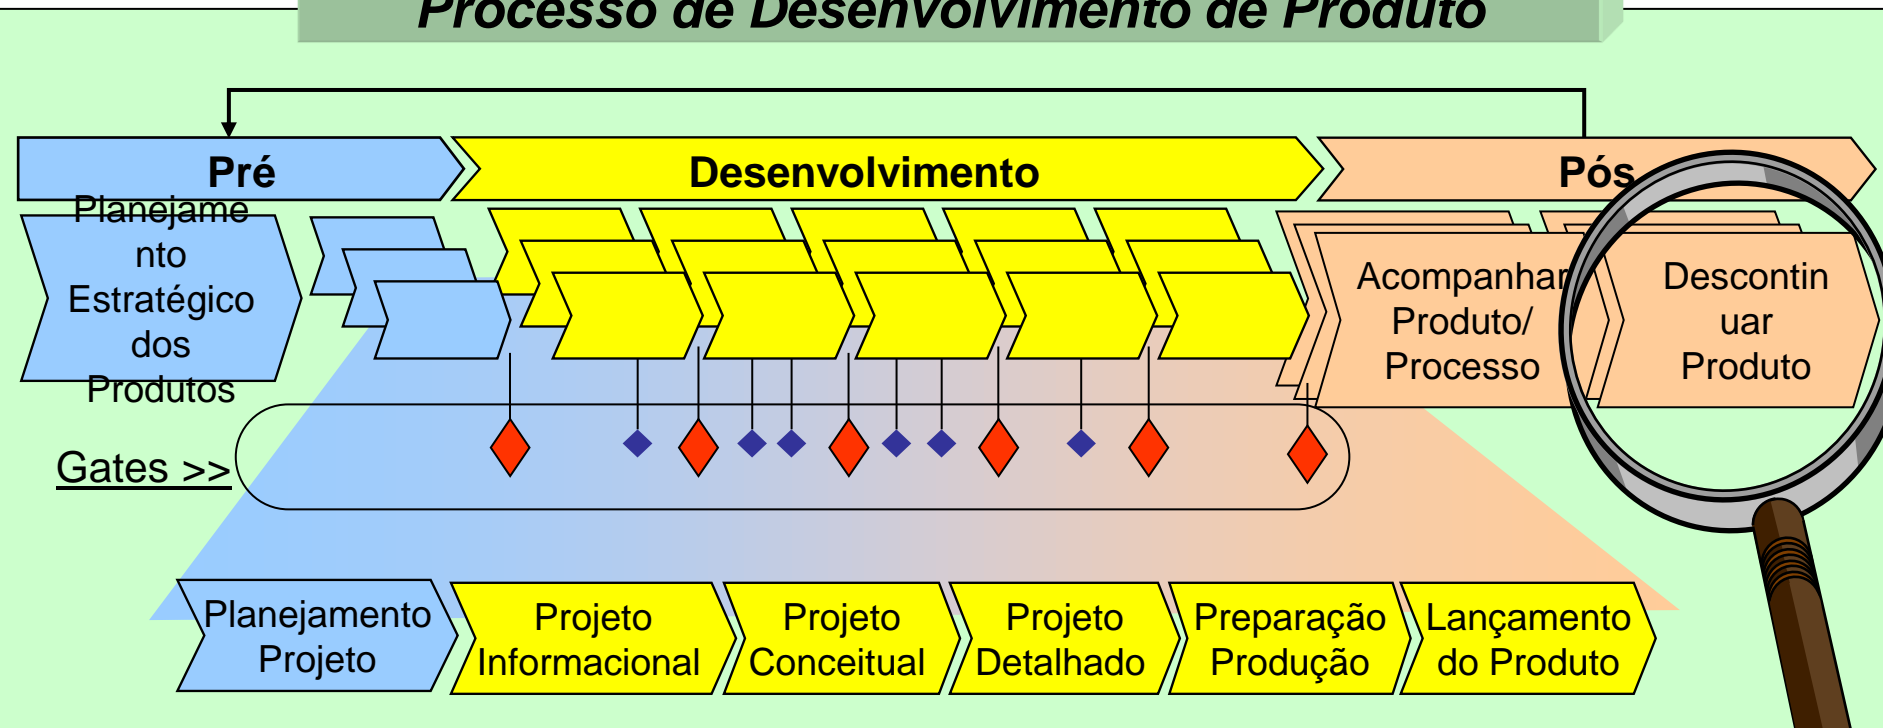 Processo de Desenvolvimento de Produto
Pré
Desenvolvimento
Pós
Planejame
nto
Estratégico
dos
Produtos
Acompanhar
Produto/
Processo
Descontin
uar
Produto
Gates >>
Planejamento
Projeto
Projeto
Informacional
Projeto
Conceitual
Projeto
Detalhado
Preparação
Produção
Lançamento
do Produto